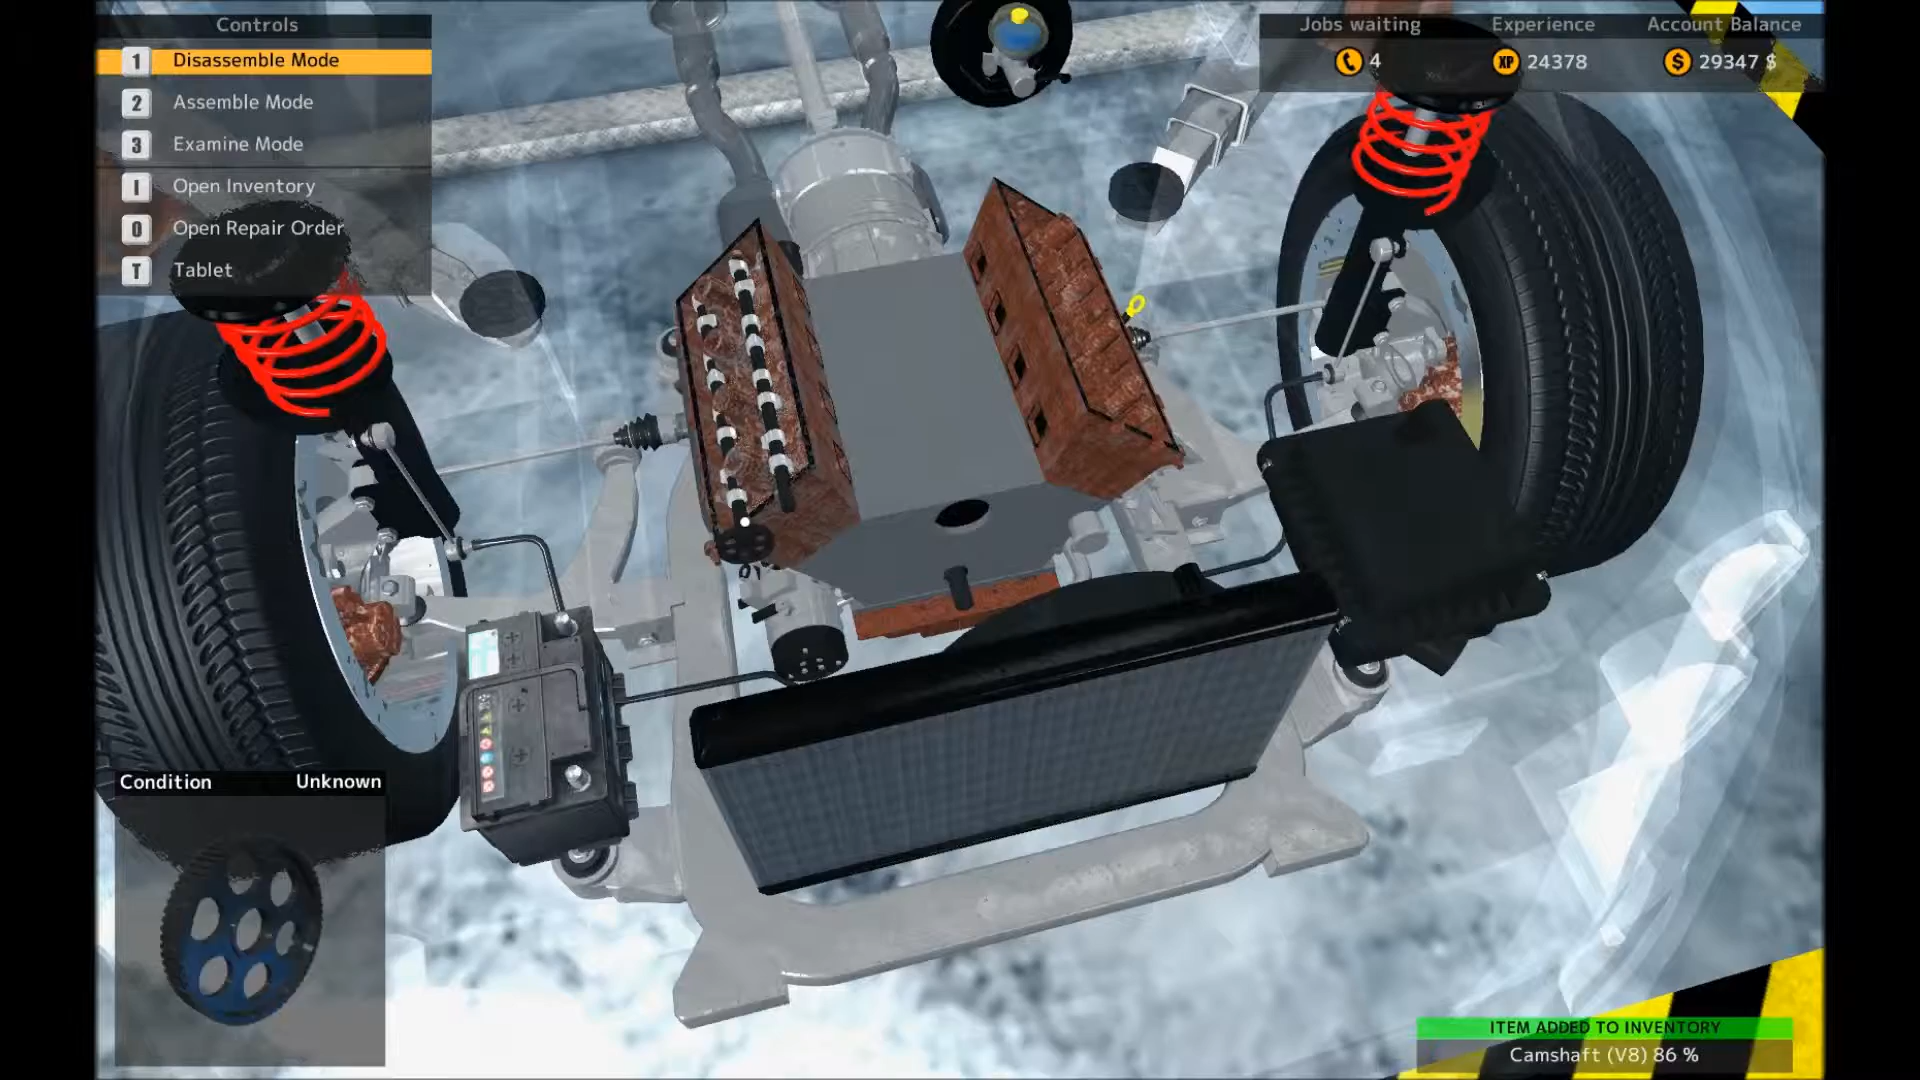 Controls
1 Disassemble Mode
2 Assemble Mode
3 Examine Mode
I Open Inventory
O Open Repair Order
T Tablet
Jobs waiting Experience Account Balance
4 XP 24378 $ 29347 $
Condition Unknown
ITEM ADDED TO INVENTORY
Camshaft (V8) 86 %